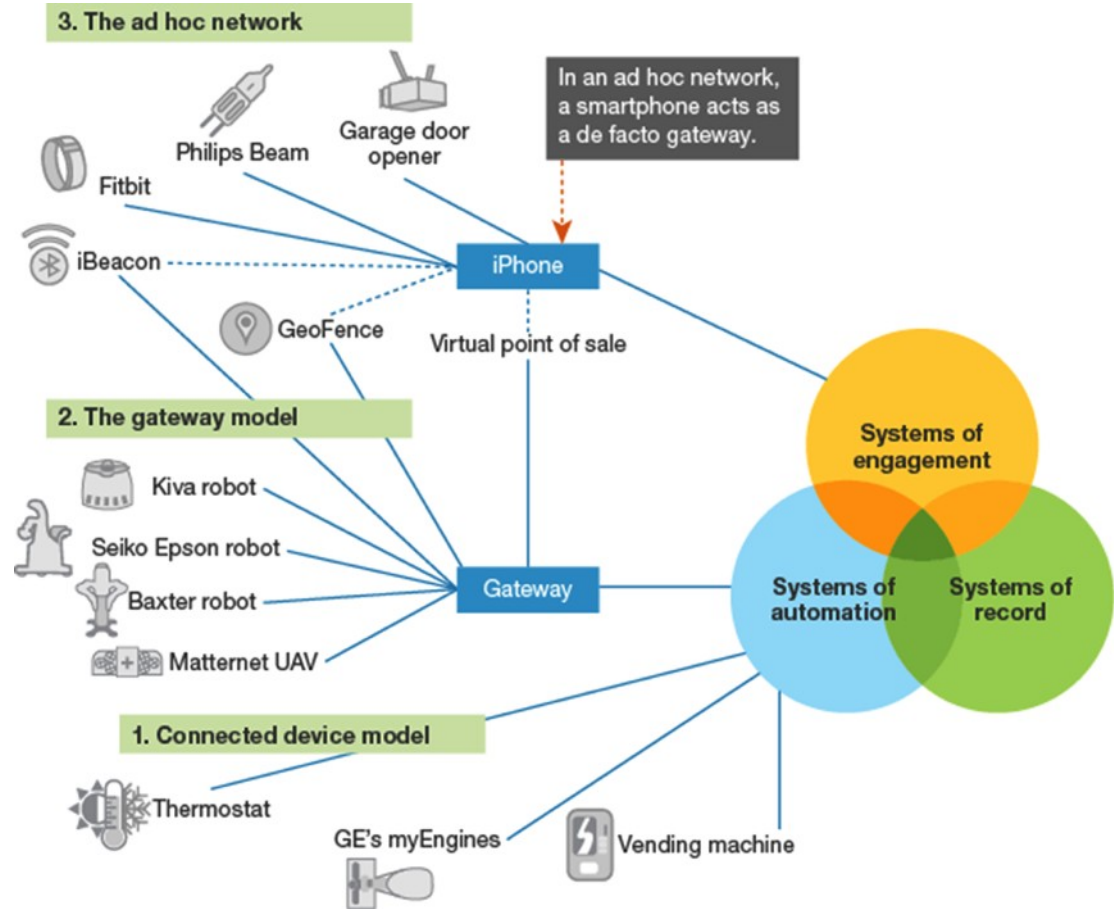 3. The ad hoc network
In an ad hoc network,
a smartphone acts as
a de facto gateway.
Garage door
opener
Philips Beam
Fitbit
iBeacon
iPhone
GeoFence
Virtual point of sale
2. The gateway model
Systems of
engagement
Kiva robot
Seiko Epson robot
Baxter robot
Matternet UAV
Gateway
Systems of
automation
Systems of
record
1. Connected device model
Thermostat
GE's myEngines
Vending machine